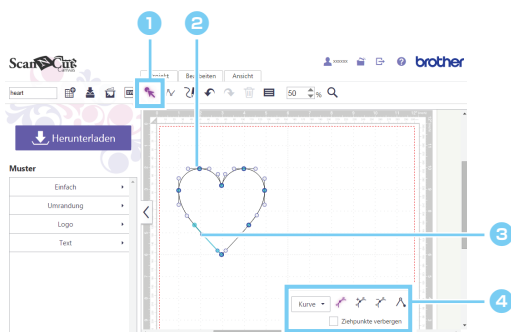 1 2
ScanNCut
Canvas
Bearbeiten Ansicht
xxxxxx
brother
heart
50 %
Herunterladen
Muster
Einfach
Umrandung
Logo
Text
3
Kurve
4
Ziehpunkte verbergen